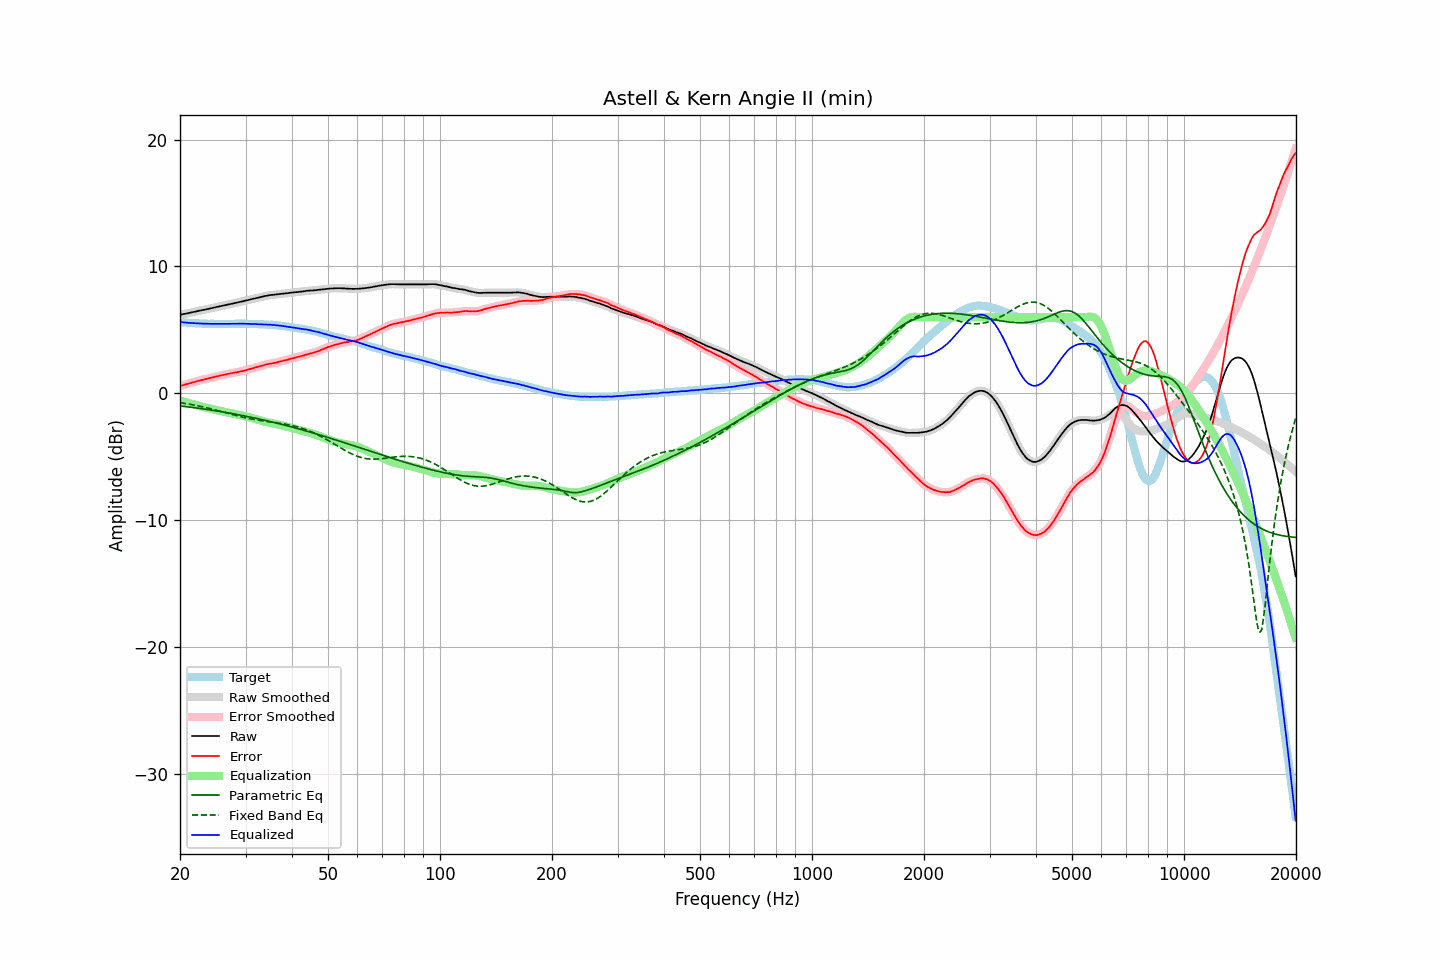 Astell & Kern Angie II (min)
20
10
0
−10
−20
−30
Amplitude (dBr)
Target
Raw Smoothed
Error Smoothed
Raw
Error
Equalization
Parametric Eq
Fixed Band Eq
Equalized
20
50
100
200
500
1000
2000
5000
10000
20000
Frequency (Hz)